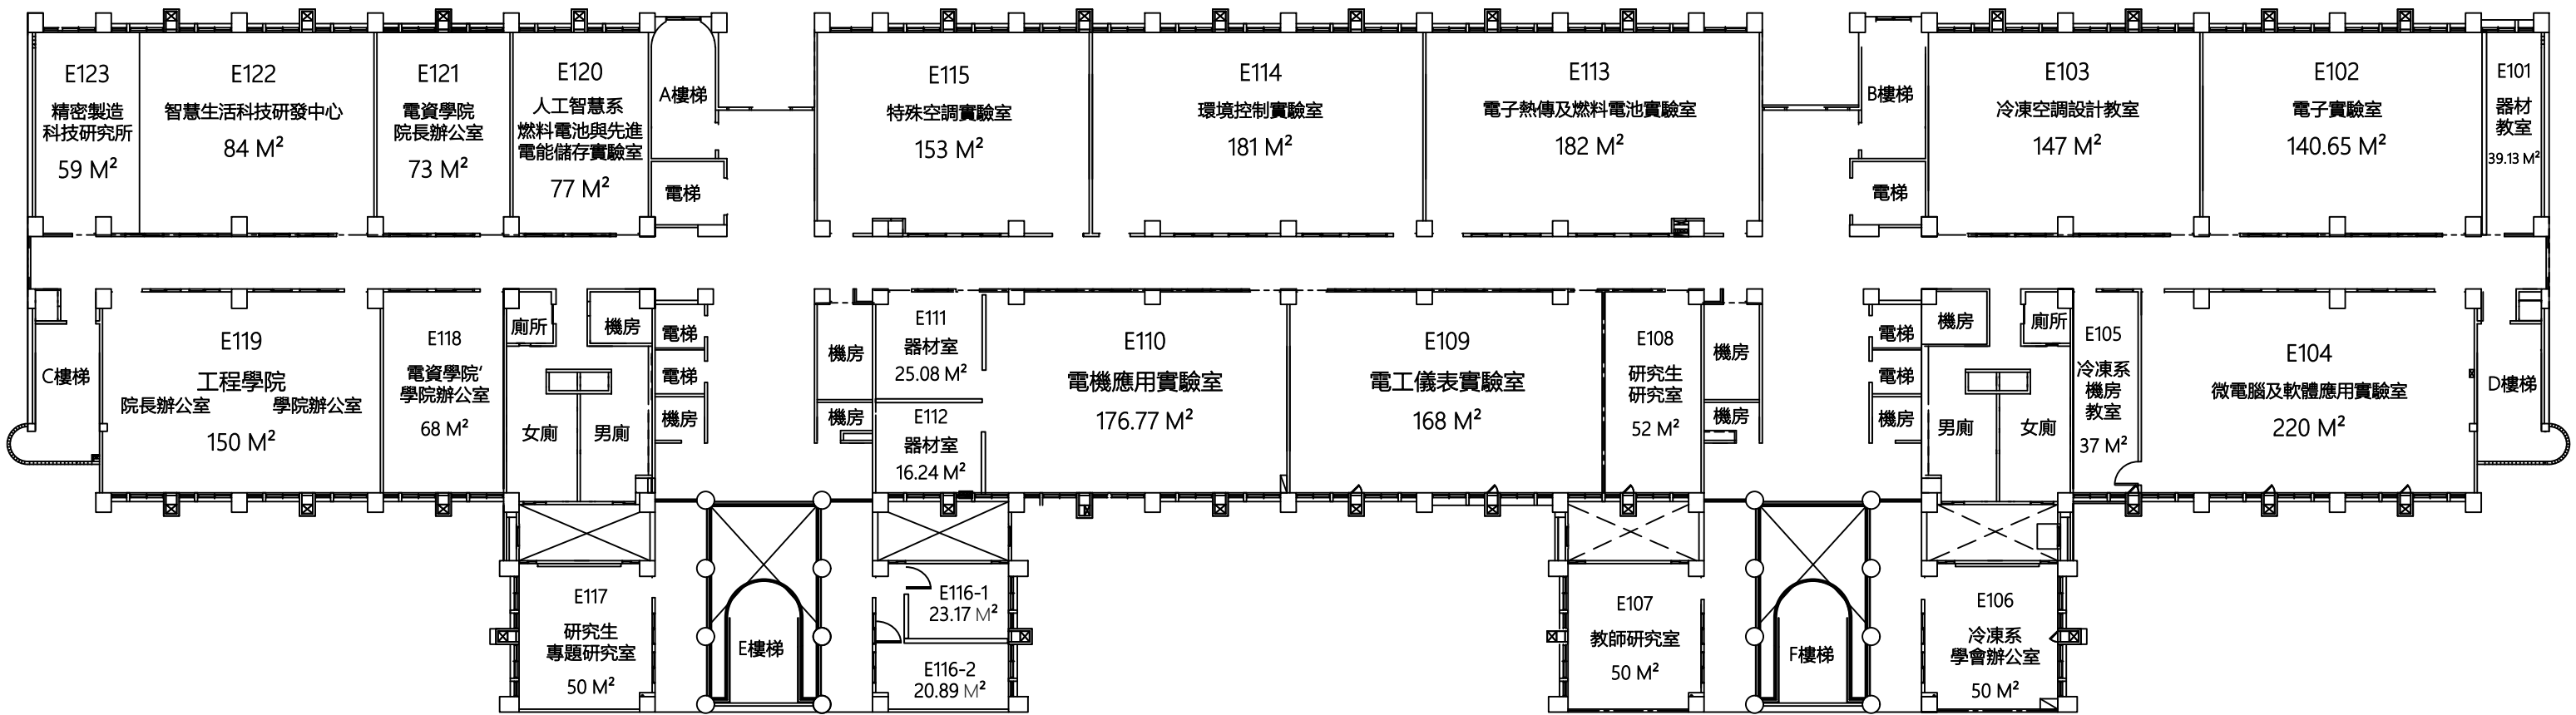 E123
精密製造
科技研究所
59 M²
E122
智慧生活科技研發中心
84 M²
E121
電資學院
院長辦公室
73 M²
E120
人工智慧系
燃料電池與先進
電能儲存實驗室
77 M²
A樓梯
電梯
E115
特殊空調實驗室
153 M²
E114
環境控制實驗室
181 M²
E113
電子熱傳及燃料電池實驗室
182 M²
B樓梯
電梯
E103
冷凍空調設計教室
147 M²
E102
電子實驗室
140.65 M²
E101
器材
教室
39.13 M²
C樓梯
E119
工程學院
院長辦公室 學院辦公室
150 M²
E118
電資學院'
學院辦公室
68 M²
廁所
機房
女廁
男廁
電梯
電梯
機房
機房
機房
E111
器材室
25.08 M²
E112
器材室
16.24 M²
E110
電機應用實驗室
176.77 M²
E109
電工儀表實驗室
168 M²
E108
研究生
研究室
52 M²
機房
機房
電梯
電梯
機房
機房
廁所
男廁
女廁
E105
冷凍系
機房
教室
37 M²
E104
微電腦及軟體應用實驗室
220 M²
D樓梯
E117
研究生
專題研究室
50 M²
E樓梯
E116-1
23.17 M²
E116-2
20.89 M²
E107
教師研究室
50 M²
F樓梯
E106
冷凍系
學會辦公室
50 M²